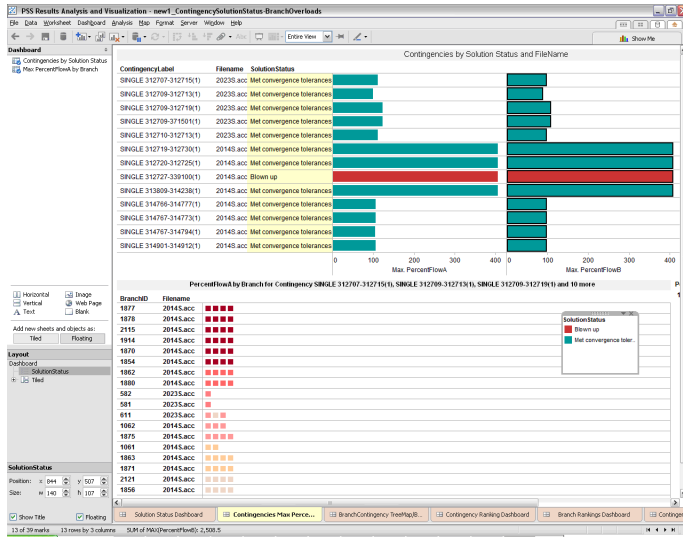 PSS Results Analysis and Visualization - new1_ContingencySolutionStatus-BranchOverloads
File Data Worksheet Dashboard Analysis Map Format Server Window Help
Abc Entire View Show Me
Dashboard
Contingencies by Solution Status
Max PercentFlowA by Branch
Horizontal Image
Vertical Web Page
Text Blank
Add new sheets and objects as:
Tiled Floating
Layout
Dashboard
SolutionStatus
Tiled
SolutionStatus
Position: x 844 y 507
Size: w 140 h 107
Show Title Floating
Contingencies by Solution Status and FileName
ContingencyLabel Filename SolutionStatus
SINGLE 312707-312715(1) 2023S.acc Met convergence tolerances
SINGLE 312709-312713(1) 2023S.acc Met convergence tolerances
SINGLE 312709-312719(1) 2023S.acc Met convergence tolerances
SINGLE 312709-371501(1) 2023S.acc Met convergence tolerances
SINGLE 312710-312713(1) 2023S.acc Met convergence tolerances
SINGLE 312719-312730(1) 2014S.acc Met convergence tolerances
SINGLE 312720-312725(1) 2014S.acc Met convergence tolerances
SINGLE 312727-339100(1) 2014S.acc Blown up
SINGLE 313809-314238(1) 2014S.acc Met convergence tolerances
SINGLE 314766-314777(1) 2014S.acc Met convergence tolerances
SINGLE 314767-314773(1) 2014S.acc Met convergence tolerances
SINGLE 314767-314794(1) 2014S.acc Met convergence tolerances
SINGLE 314901-314912(1) 2014S.acc Met convergence tolerances
0 100 200 300 400 0 100 200 300 400
Max. PercentFlowA Max. PercentFlowB
PercentFlowA by Branch for Contingency SINGLE 312707-312715(1), SINGLE 312709-312713(1), SINGLE 312709-312719(1) and 10 more
BranchID Filename
1877 2014S.acc
1878 2014S.acc
2115 2014S.acc
1914 2014S.acc
1870 2014S.acc
1854 2014S.acc
1862 2014S.acc
1880 2014S.acc
582 2023S.acc
581 2023S.acc
611 2023S.acc
1062 2014S.acc
1875 2014S.acc
1061 2014S.acc
1863 2014S.acc
1871 2014S.acc
2121 2014S.acc
1856 2014S.acc
SolutionStatus
Blown up
Met convergence toler..
Solution Status Dashboard Contingencies Max Perce... BranchContingency TreeMap/B... Contingency Ranking Dashboard Branch Rankings Dashboard Continge
13 of 39 marks 13 rows by 3 columns SUM of MAX(PercentFlowB): 2,508.5